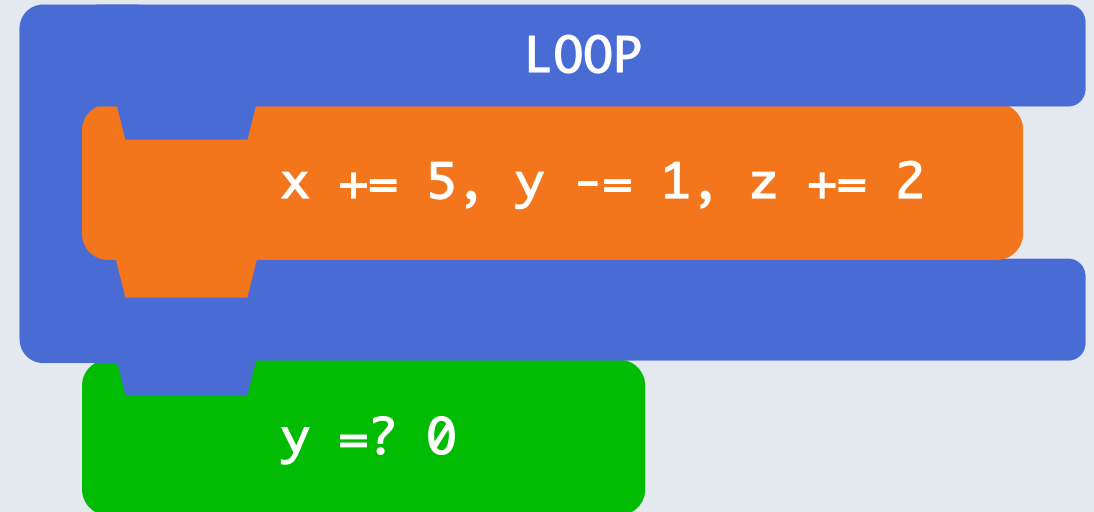 LOOP
x += 5, y -= 1, z += 2
y =? 0